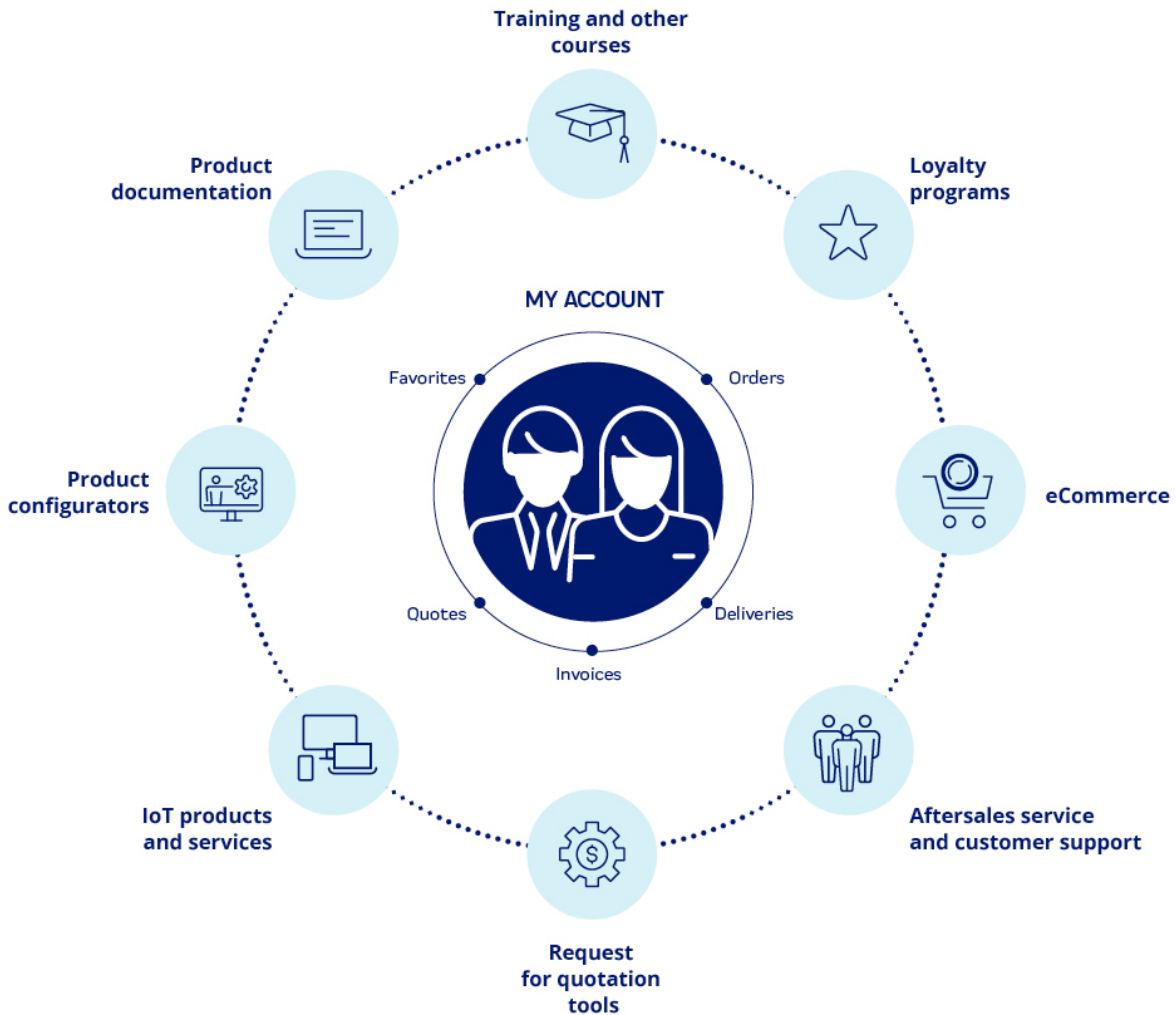 Training and other
courses
Product
documentation
Loyalty
programs
MY ACCOUNT
Favorites
Orders
Product
configurators
eCommerce
Quotes
Deliveries
Invoices
IoT products
and services
Aftersales service
and customer support
$
Request
for quotation
tools